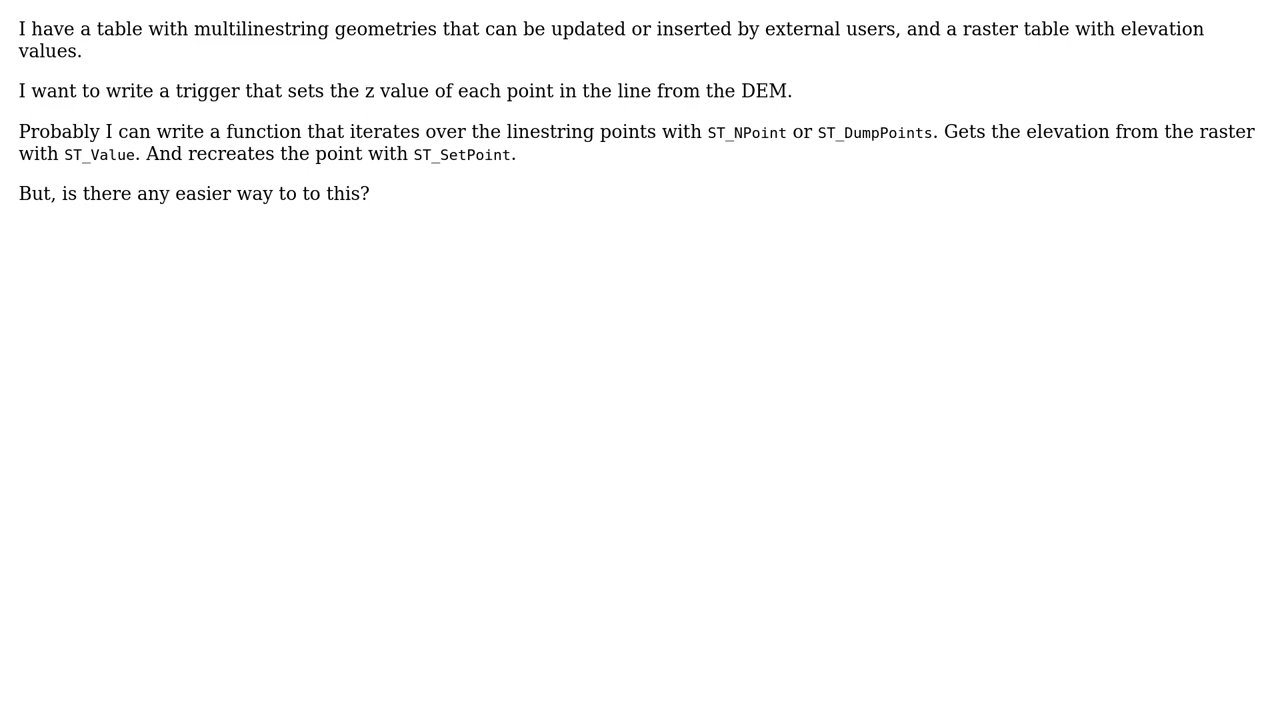 I have a table with multilinestring geometries that can be updated or inserted by external users, and a raster table with elevation
values.
I want to write a trigger that sets the z value of each point in the line from the DEM.
Probably I can write a function that iterates over the linestring points with ST_NPoint or ST_DumpPoints. Gets the elevation from the raster
with ST_Value. And recreates the point with ST_SetPoint.
But, is there any easier way to to this?